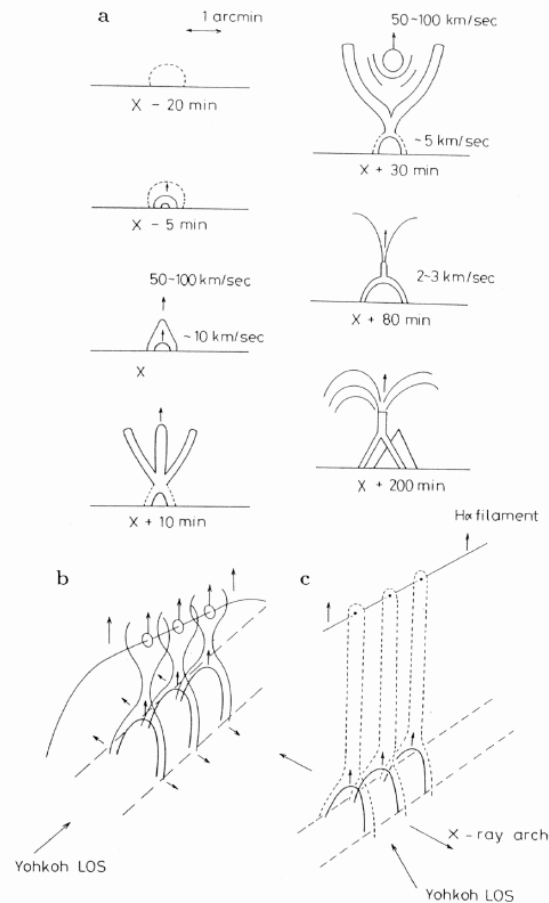 a
1 arcmin
X - 20 min
X - 5 min
50~100 km/sec
~10 km/sec
X
X + 10 min
50~100 km/sec
~5 km/sec
X + 30 min
2~3 km/sec
X + 80 min
X + 200 min
b
Yohkoh LOS
c
Hα filament
X - ray arch
Yohkoh LOS